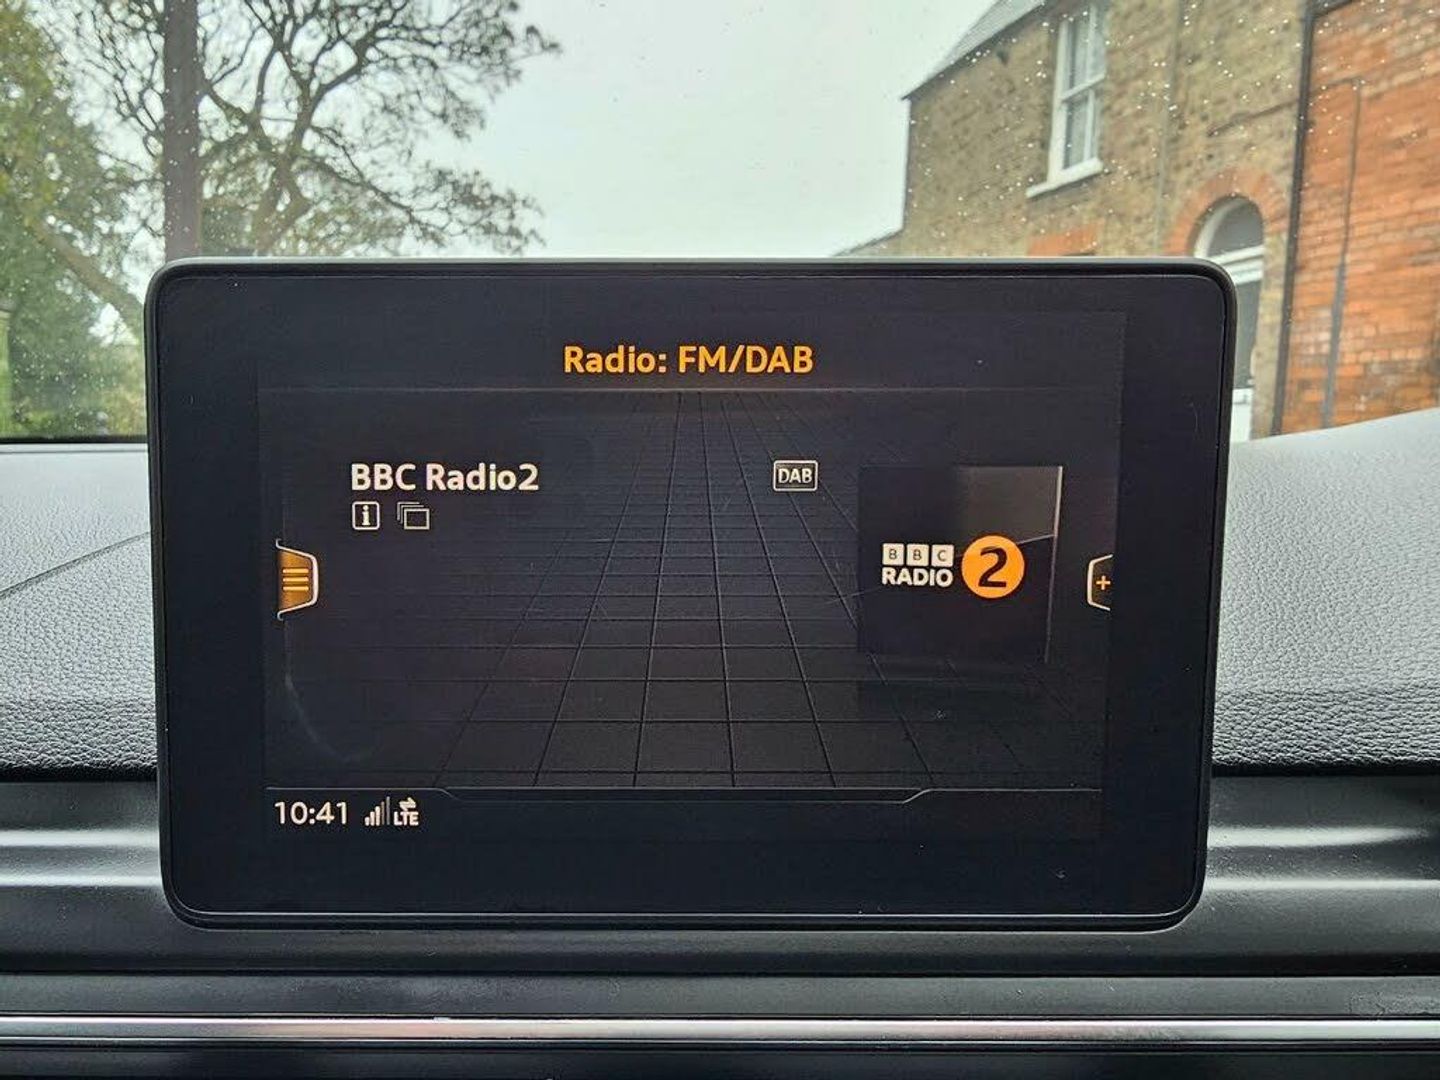 Radio: FM/DAB
BBC Radio2
DAB
i
BBC
RADIO 2
+
10:41 LTE